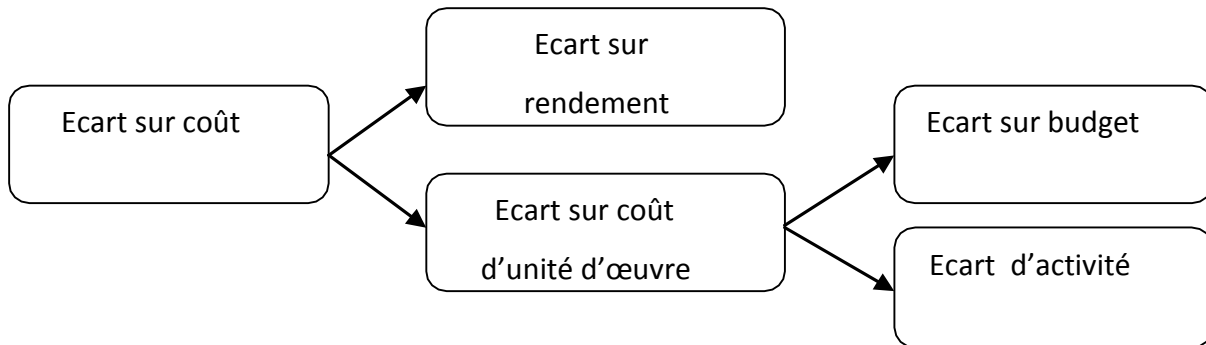 Ecart sur coût
Ecart sur
rendement
Ecart sur coût
d’unité d’œuvre
Ecart sur budget
Ecart d’activité